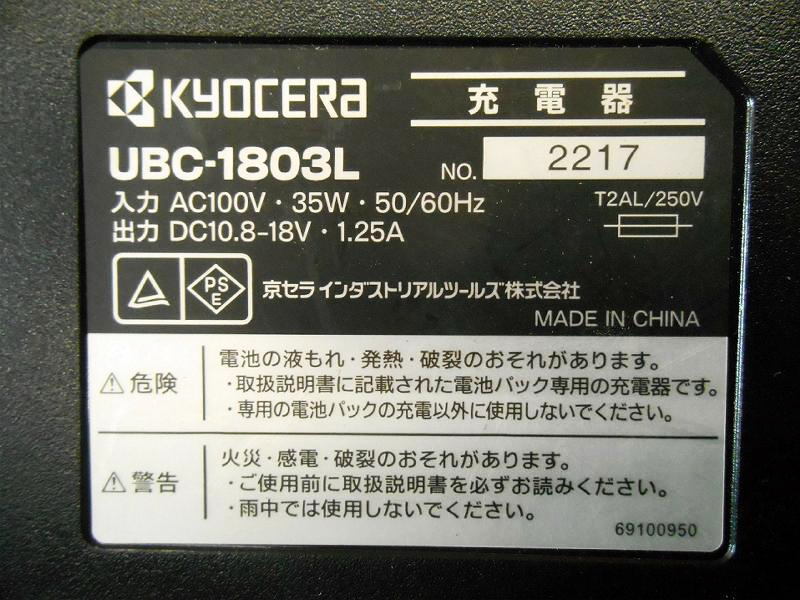 KYOCERA
充電器
UBC-1803L
NO. 2217
入力 AC100V・35W・50/60Hz
出力 DC10.8-18V・1.25A
T2AL/250V
PS
E
京セラ インダストリアルツールズ株式会社
MADE IN CHINA
⚠危険
電池の液もれ・発熱・破裂のおそれがあります。
・取扱説明書に記載された電池パック専用の充電器です。
・専用の電池パックの充電以外に使用しないでください。
⚠警告
火災・感電・破裂のおそれがあります。
・ご使用前に取扱説明書を必ずお読みください。
・雨中では使用しないでください。
69100950